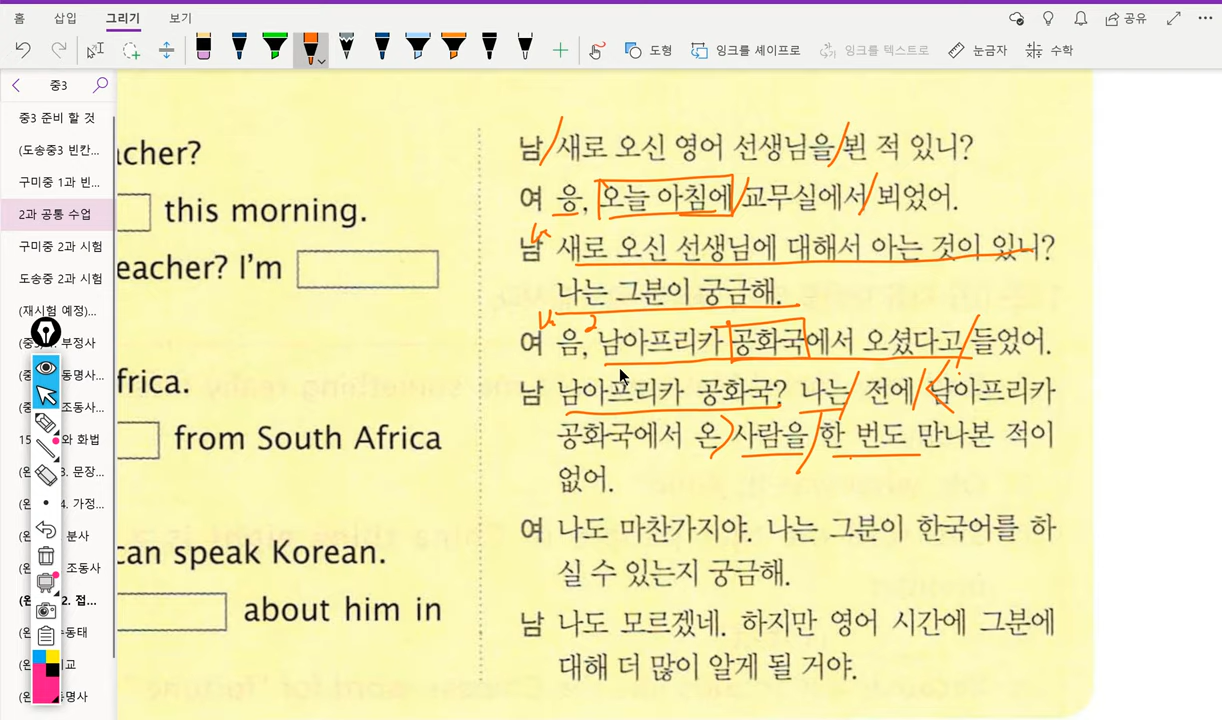 홈 삽입 그리기 보기
공유
도형 잉크를 셰이프로 잉크를 텍스트로 눈금자 수학
중3
중3 준비 할 것
(도송중3 빈칸...
구미중 1과 빈...
2과 공통 수업
구미중 2과 시험
도송중 2과 시험
(재시험 예정)...
부정사
동명사
조동사
15 와 화법
(완 3. 문장...
(완 4. 가정...
분사
(완 조동사
(완 2. 접...
(완 수동태
(완 교
(완 동명사
acher?
this morning.
eacher? I'm
frica.
from South Africa
can speak Korean.
about him in
남 새로 오신 영어 선생님을 뵌 적 있니?
여 응, 오늘 아침에 교무실에서 뵈었어.
남 새로 오신 선생님에 대해서 아는 것이 있니?
나는 그분이 궁금해.
여 음, 남아프리카 공화국에서 오셨다고 들었어.
남 남아프리카 공화국? 나는 전에 남아프리카
공화국에서 온 사람을 한 번도 만나본 적이
없어.
여 나도 마찬가지야. 나는 그분이 한국어를 하
실 수 있는지 궁금해.
남 나도 모르겠네. 하지만 영어 시간에 그분에
대해 더 많이 알게 될 거야.